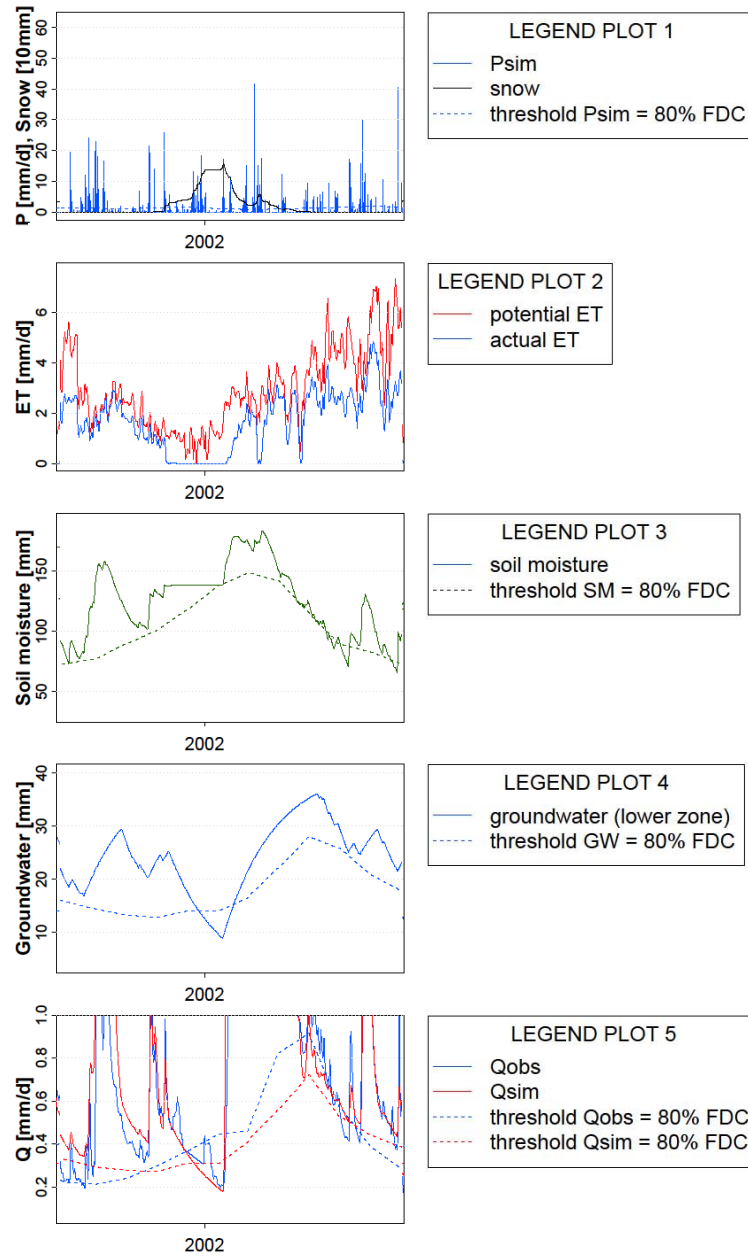 P [mm/d], Snow [10mm]
60
50
40
30
20
10
0
2002
LEGEND PLOT 1
Psim
snow
threshold Psim = 80% FDC
ET [mm/d]
6
4
2
0
2002
LEGEND PLOT 2
potential ET
actual ET
Soil moisture [mm]
150
100
50
2002
LEGEND PLOT 3
soil moisture
threshold SM = 80% FDC
Groundwater [mm]
40
30
20
10
2002
LEGEND PLOT 4
groundwater (lower zone)
threshold GW = 80% FDC
Q [mm/d]
1.0
0.8
0.6
0.4
0.2
2002
LEGEND PLOT 5
Qobs
Qsim
threshold Qobs = 80% FDC
threshold Qsim = 80% FDC